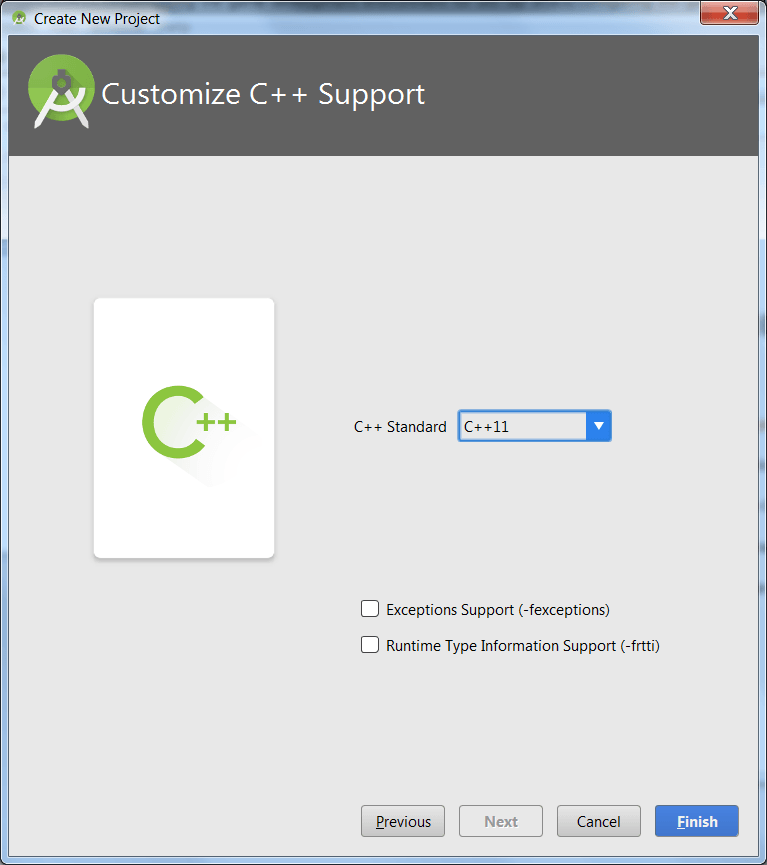 Create New Project
Customize C++ Support
C++
C++ Standard C++11
Exceptions Support (-fexceptions)
Runtime Type Information Support (-frtti)
Previous Next Cancel Finish